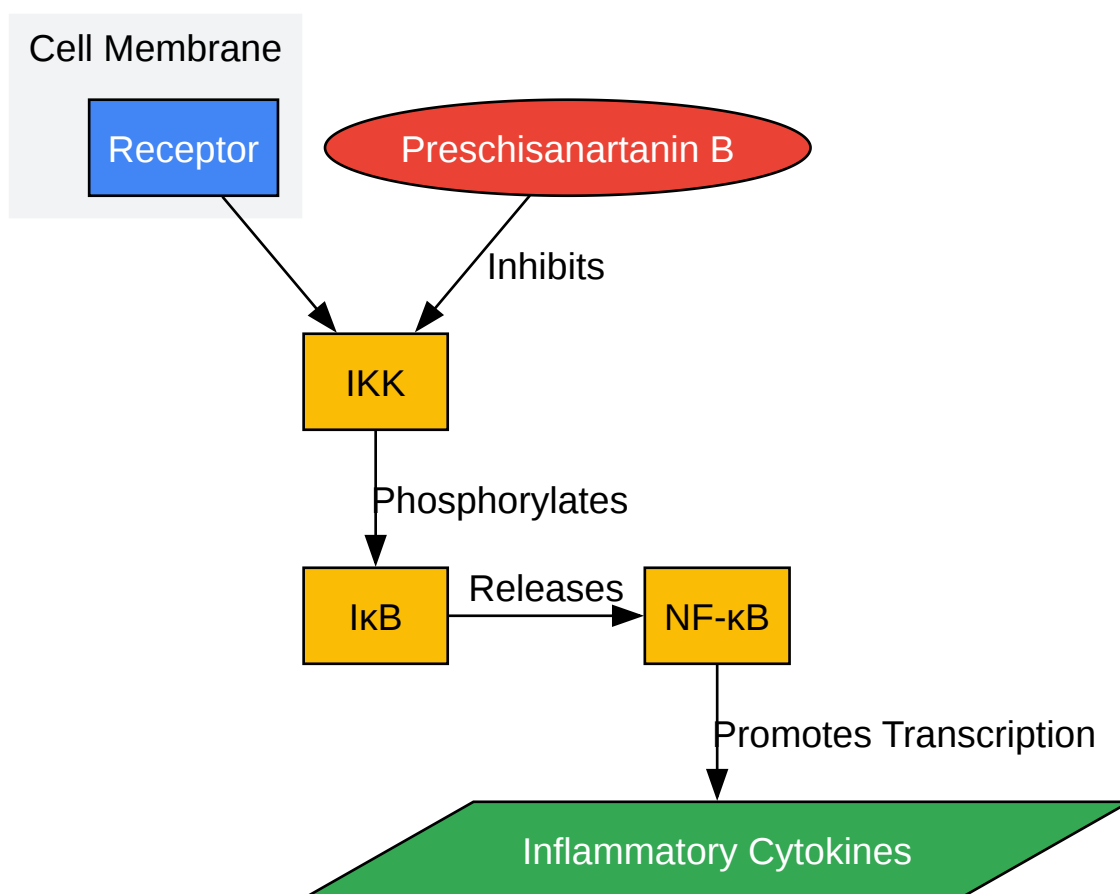 Cell Membrane
Receptor
Preschisanartanin B
Inhibits
IKK
Phosphorylates
IκB
Releases
NF-κB
Promotes Transcription
Inflammatory Cytokines